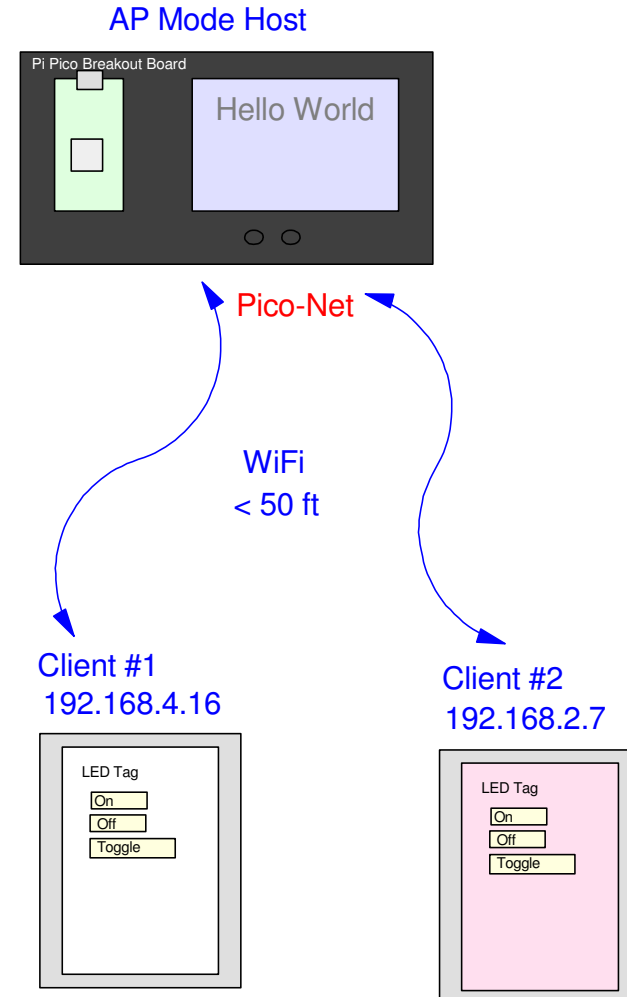 AP Mode Host
Pi Pico Breakout Board
Hello World
Pico-Net
WiFi
< 50 ft
Client #1
192.168.4.16
LED Tag
On
Off
Toggle
Client #2
192.168.2.7
LED Tag
On
Off
Toggle